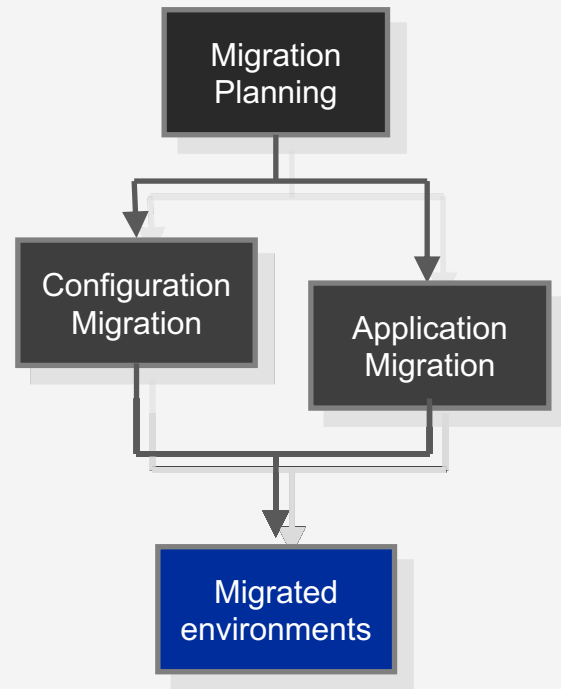 Migration
Planning
Configuration
Migration
Application
Migration
Migrated
environments